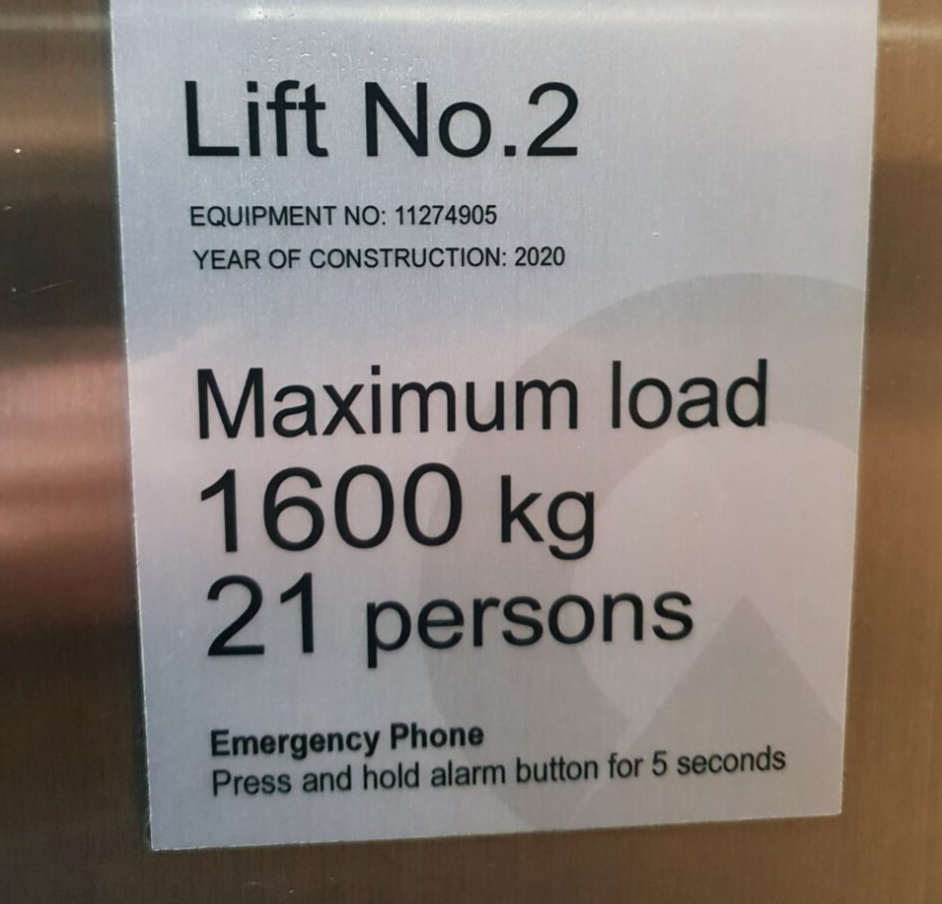 Lift No.2
EQUIPMENT NO: 11274905
YEAR OF CONSTRUCTION: 2020
Maximum load
1600 kg
21 persons
Emergency Phone
Press and hold alarm button for 5 seconds